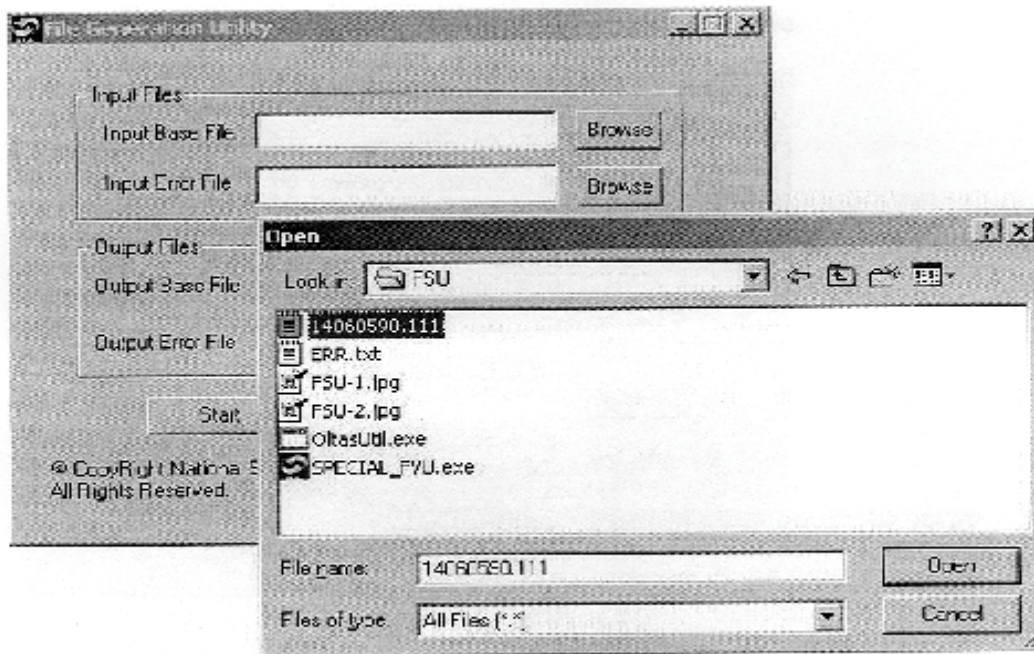 File Generation Utility
Input Files
Input Base File
Browse
Input Error File
Browse
Output Files
Output Base File
Output Error File
Start
© CopyRight National S
All Rights Reserved.
Open
Look in: FSU
14060590.111
ERR.txt
FSU-1.jpg
FSU-2.jpg
OltasUtil.exe
SPECIAL_FVU.exe
File name: 14060590.111
Open
Files of type All Files (*.*)
Cancel